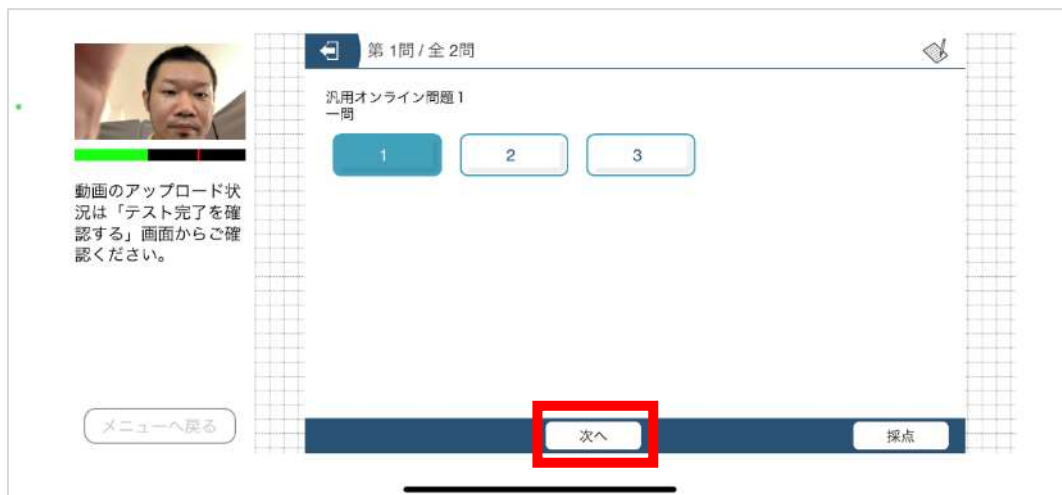 第 1問 / 全 2問
汎用オンライン問題1
一問
1
2
3
動画のアップロード状
況は「テスト完了を確
認する」画面からご確
認ください。
メニューへ戻る
次へ
採点